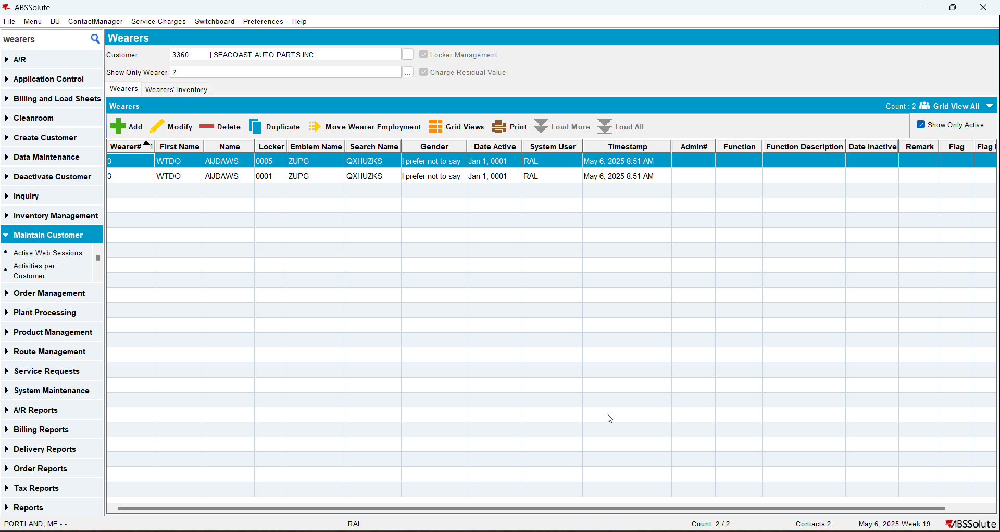 ABSSolute
File Menu BU ContactManager Service Charges Switchboard Preferences Help
wearers
Wearers
Customer 3360 | SEACOAST AUTO PARTS INC. ... Locker Management
Show Only Wearer ? ... Charge Residual Value
Wearers Wearers' Inventory
Wearers Count : 2 Grid View All
Add Modify Delete Duplicate Move Wearer Employment Grid Views Print Load More Load All Show Only Active
Wearer# 1 First Name Name Locker Emblem Name Search Name Gender Date Active System User Timestamp Admin# Function Function Description Date Inactive Remark Flag Flag
3 WTDO AIJDAWS 0005 ZUPG QXHUZKS I prefer not to say Jan 1, 0001 RAL May 6, 2025 8:51 AM
3 WTDO AIJDAWS 0001 ZUPG QXHUZKS I prefer not to say Jan 1, 0001 RAL May 6, 2025 8:51 AM
A/R
Application Control
Billing and Load Sheets
Cleanroom
Create Customer
Data Maintenance
Deactivate Customer
Inquiry
Inventory Management
Maintain Customer
Active Web Sessions
Activities per
Customer
Order Management
Plant Processing
Product Management
Route Management
Service Requests
System Maintenance
A/R Reports
Billing Reports
Delivery Reports
Order Reports
Tax Reports
Reports
PORTLAND, ME - - RAL Count: 2 / 2 Contacts 2 May 6, 2025 Week 19 ABSSolute